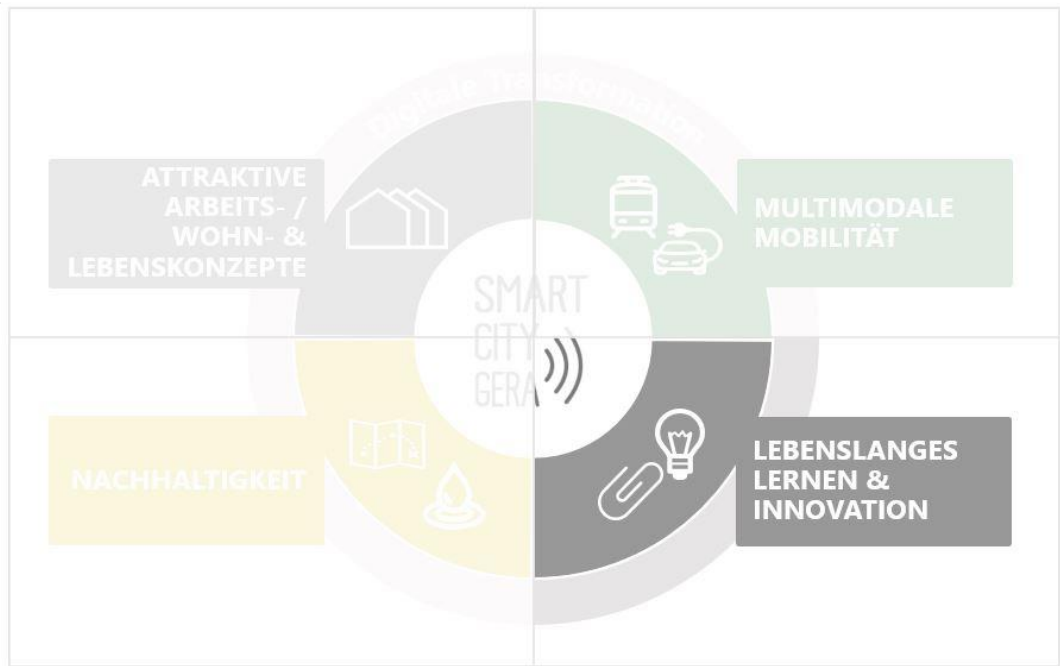 Digitale Transformation
ATTRAKTIVE
ARBEITS- /
WOHN- &
LEBENSKONZEPTE
MULTIMODALE
MOBILITÄT
SMART
CITY
GERA
NACHHALTIGKEIT
LEBENSLANGES
LERNEN &
INNOVATION